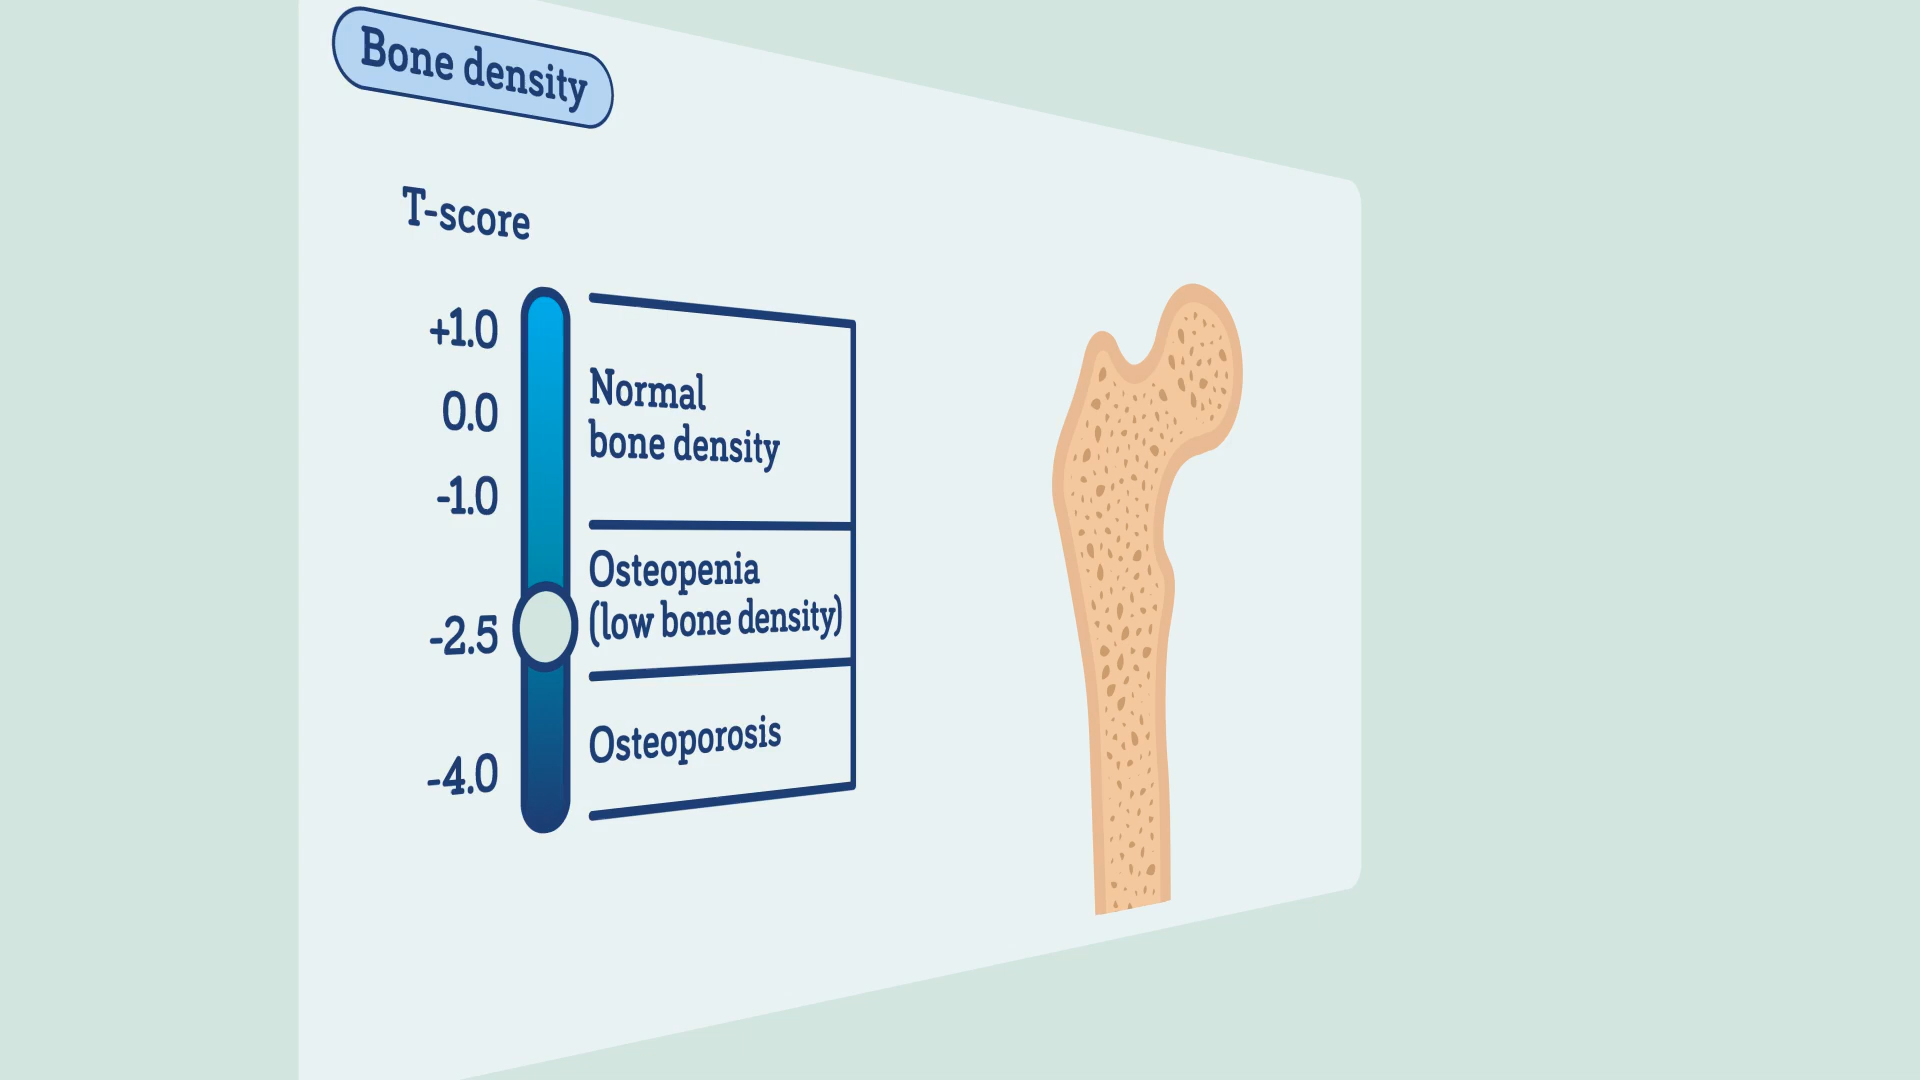 Bone density
T-score
+1.0
0.0
-1.0
-2.5
-4.0
Normal
bone density
Osteopenia
(low bone density)
Osteoporosis